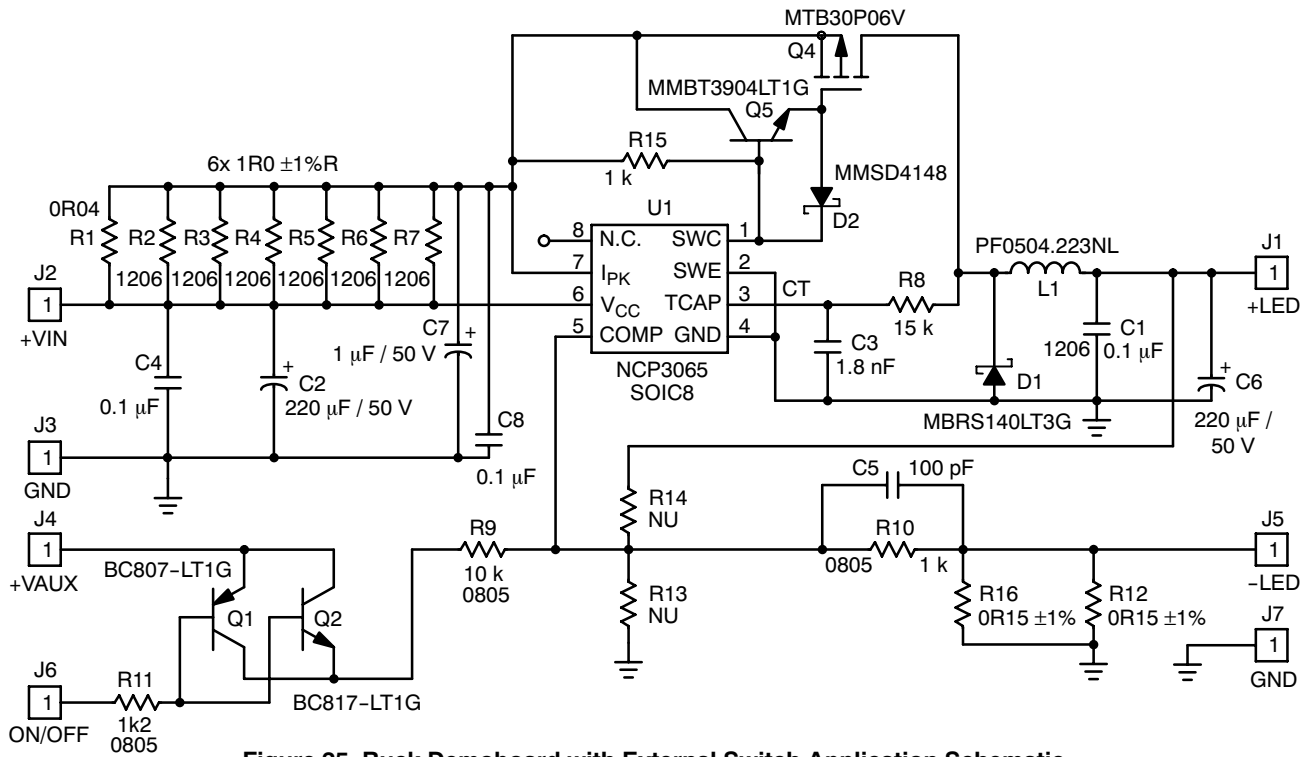 MTB30P06V
Q4
MMBT3904LT1G
Q5
R15
1 k
6x 1R0 ±1%R
MMSD4148
D2
0R04
R1
R2
R3
R4
R5
R6
R7
1206
1206
1206
1206
1206
1206
U1
8
N.C.
SWC
1
7
IPK
SWE
2
6
VCC
TCAP
3
CT
5
COMP
GND
4
NCP3065
SOIC8
J2
1
+VIN
R8
15 k
PF0504.223NL
L1
J1
1
+LED
C7
1 μF / 50 V
+
C4
0.1 μF
+
C2
220 μF / 50 V
C3
1.8 nF
C1
1206
0.1 μF
D1
MBRS140LT3G
+
C6
220 μF /
50 V
C8
0.1 μF
J3
1
GND
J4
1
+VAUX
BC807-LT1G
Q1
Q2
R9
10 k
0805
R14
NU
R13
NU
C5
100 pF
R10
0805
1 k
R16
0R15 ±1%
R12
0R15 ±1%
J5
1
-LED
J7
1
GND
J6
1
ON/OFF
R11
1k2
0805
BC817-LT1G